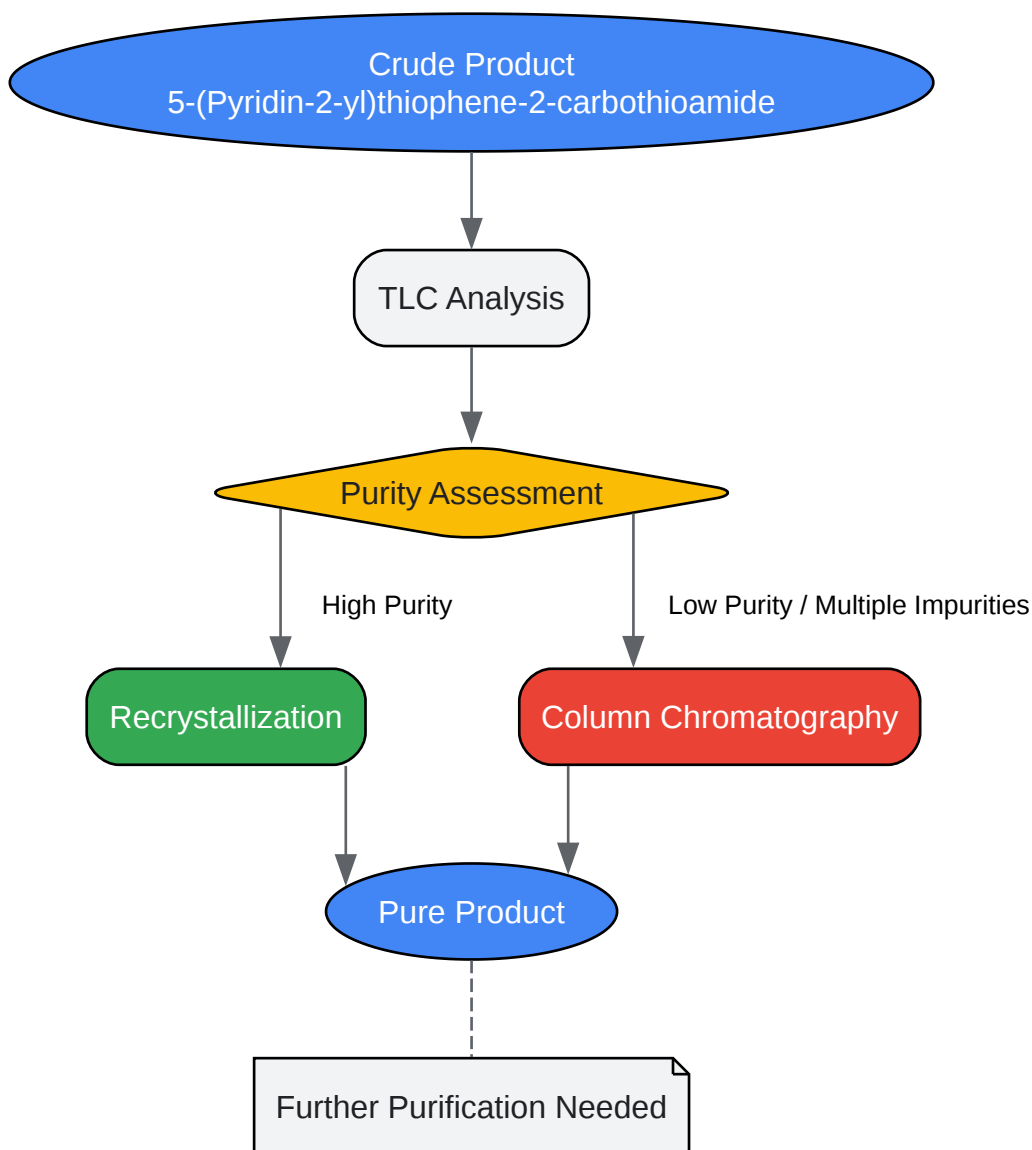 Crude Product
5-(Pyridin-2-yl)thiophene-2-carbothioamide
TLC Analysis
Purity Assessment
High Purity
Low Purity / Multiple Impurities
Recrystallization
Column Chromatography
Pure Product
Further Purification Needed